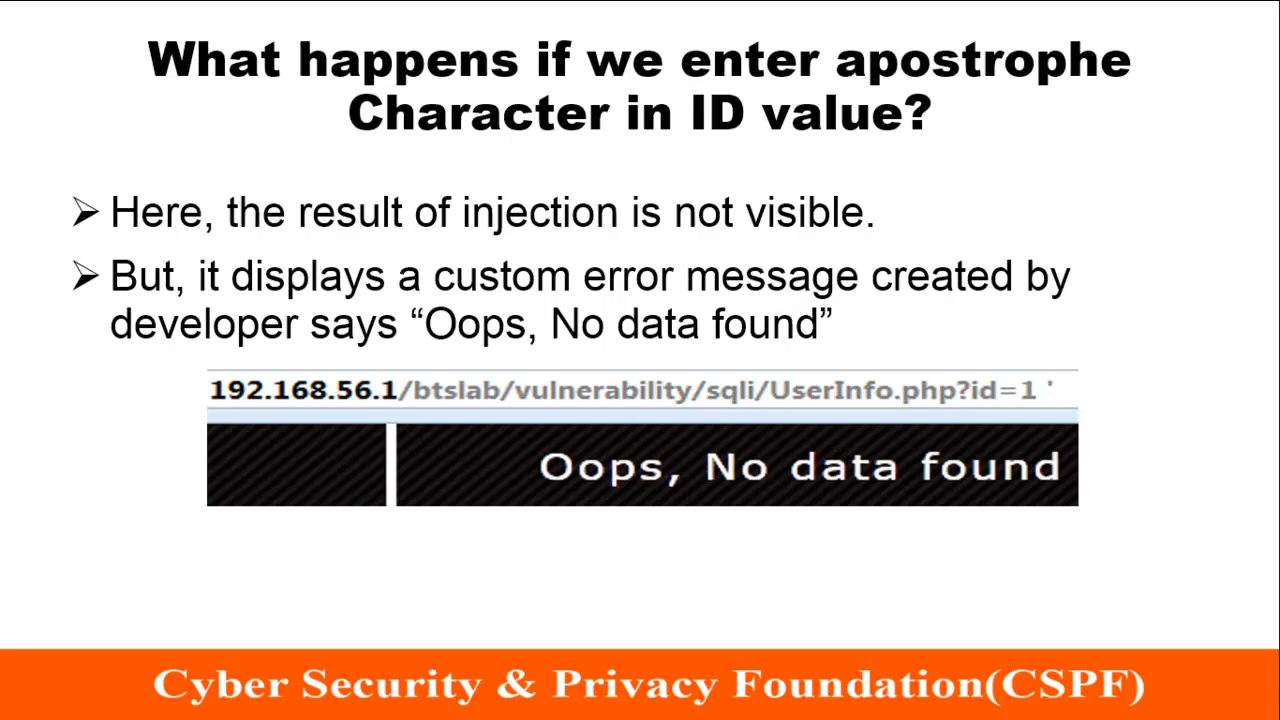 What happens if we enter apostrophe
Character in ID value?
Here, the result of injection is not visible.
But, it displays a custom error message created by
developer says “Oops, No data found”
192.168.56.1/btslab/vulnerability/sqli/UserInfo.php?id=1 '
Oops, No data found
Cyber Security & Privacy Foundation(CSPF)